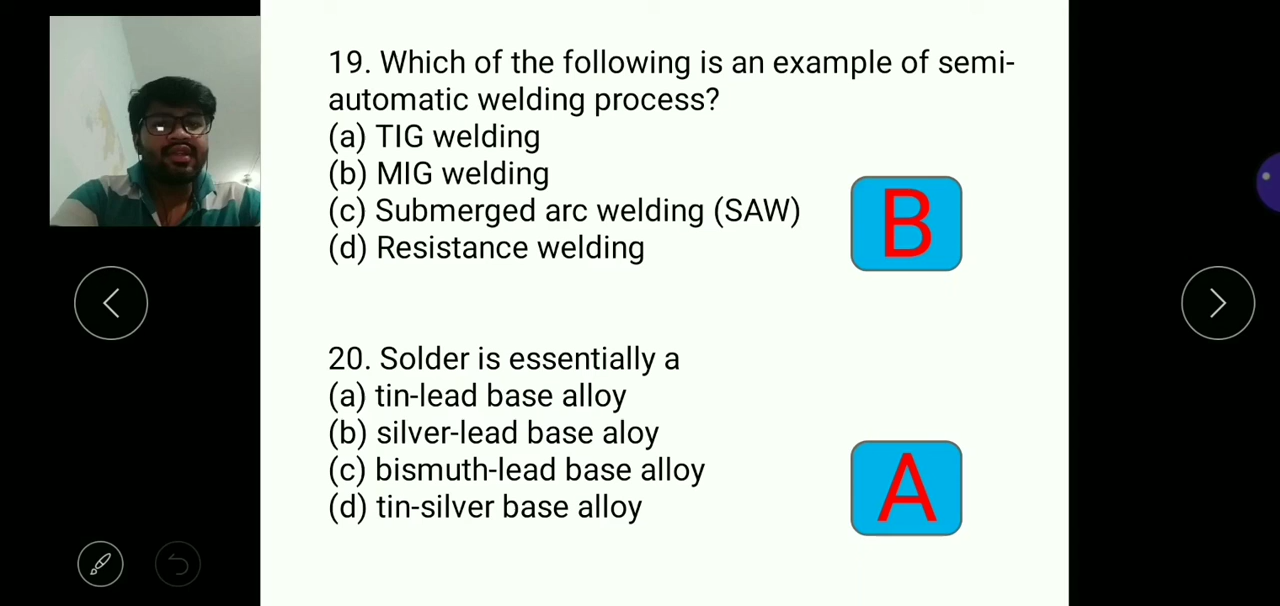 19. Which of the following is an example of semi-
automatic welding process?
(a) TIG welding
(b) MIG welding
(c) Submerged arc welding (SAW)
(d) Resistance welding
B
20. Solder is essentially a
(a) tin-lead base alloy
(b) silver-lead base aloy
(c) bismuth-lead base alloy
(d) tin-silver base alloy
A